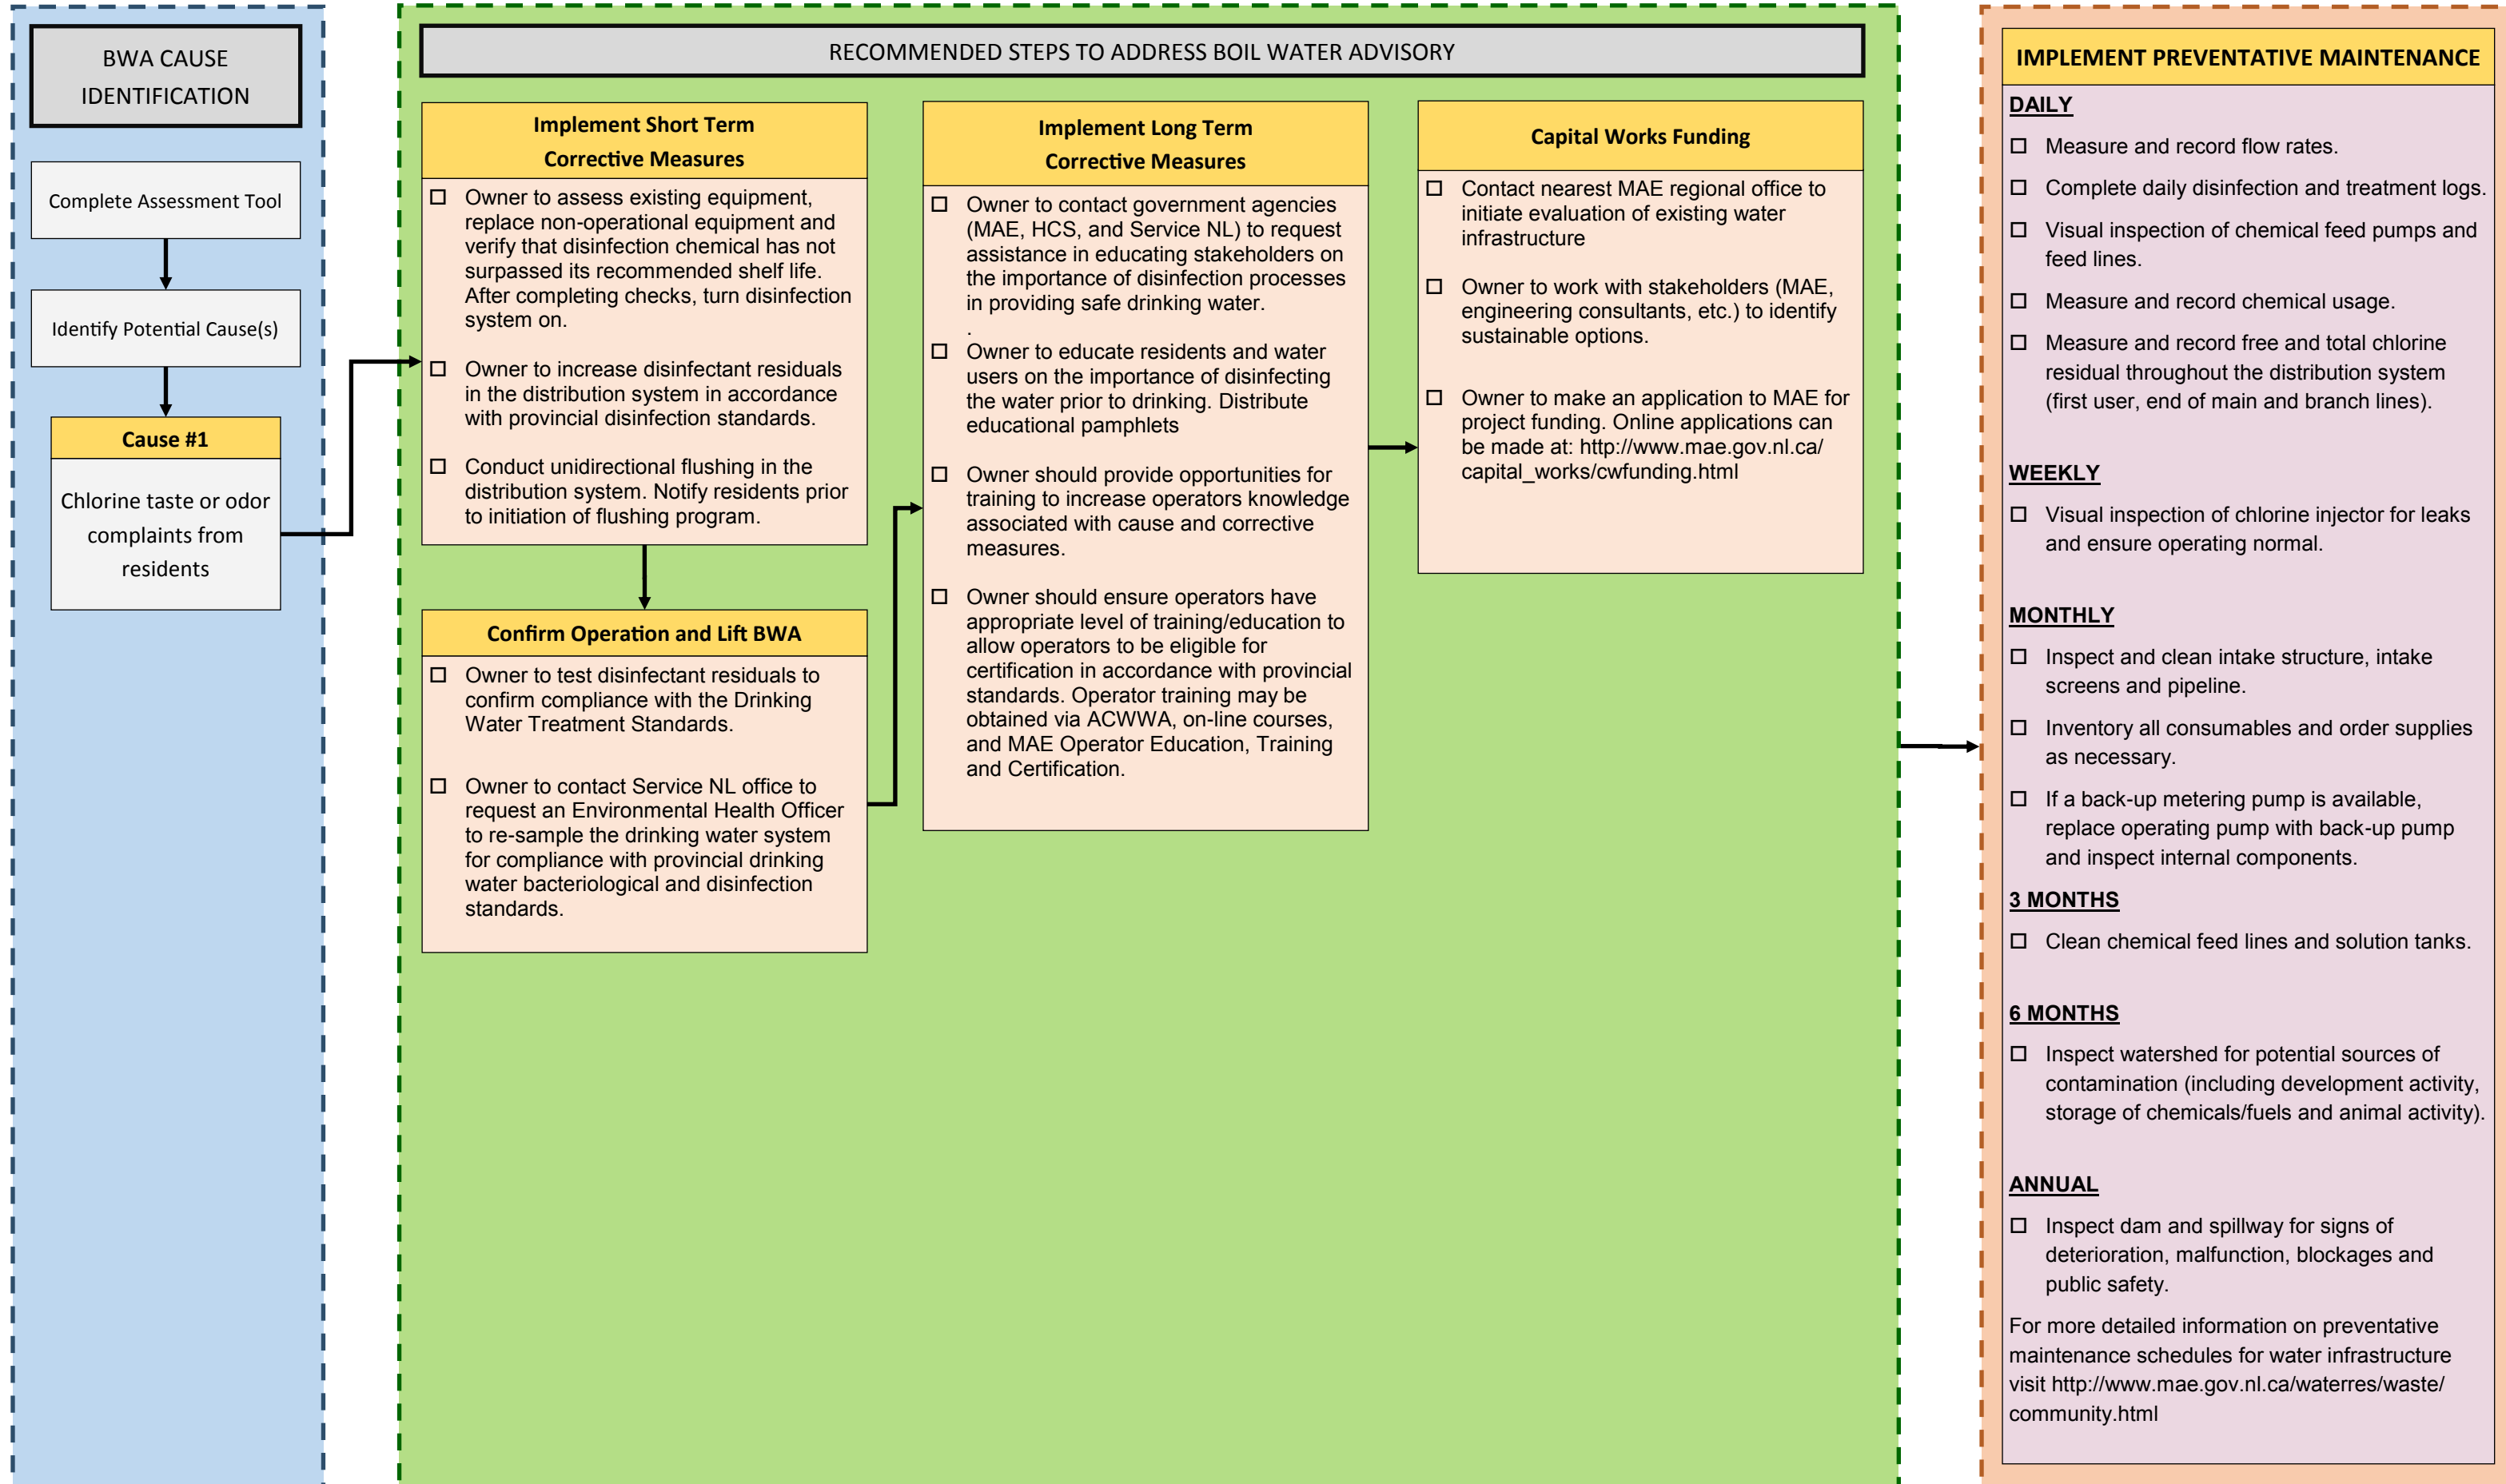 BWA CAUSE
IDENTIFICATION
Complete Assessment Tool
Identify Potential Cause(s)
Cause #1
Chlorine taste or odor
complaints from
residents
RECOMMENDED STEPS TO ADDRESS BOIL WATER ADVISORY
Implement Short Term
Corrective Measures
☐ Owner to assess existing equipment,
replace non-operational equipment and
verify that disinfection chemical has not
surpassed its recommended shelf life.
After completing checks, turn disinfection
system on.
☐ Owner to increase disinfectant residuals
in the distribution system in accordance
with provincial disinfection standards.
☐ Conduct unidirectional flushing in the
distribution system. Notify residents prior
to initiation of flushing program.
Confirm Operation and Lift BWA
☐ Owner to test disinfectant residuals to
confirm compliance with the Drinking
Water Treatment Standards.
☐ Owner to contact Service NL office to
request an Environmental Health Officer
to re-sample the drinking water system
for compliance with provincial drinking
water bacteriological and disinfection
standards.
Implement Long Term
Corrective Measures
☐ Owner to contact government agencies
(MAE, HCS, and Service NL) to request
assistance in educating stakeholders on
the importance of disinfection processes
in providing safe drinking water.
.
☐ Owner to educate residents and water
users on the importance of disinfecting
the water prior to drinking. Distribute
educational pamphlets
☐ Owner should provide opportunities for
training to increase operators knowledge
associated with cause and corrective
measures.
☐ Owner should ensure operators have
appropriate level of training/education to
allow operators to be eligible for
certification in accordance with provincial
standards. Operator training may be
obtained via ACWWA, on-line courses,
and MAE Operator Education, Training
and Certification.
Capital Works Funding
☐ Contact nearest MAE regional office to
initiate evaluation of existing water
infrastructure
☐ Owner to work with stakeholders (MAE,
engineering consultants, etc.) to identify
sustainable options.
☐ Owner to make an application to MAE for
project funding. Online applications can
be made at: http://www.mae.gov.nl.ca/
capital_works/cwfunding.html
IMPLEMENT PREVENTATIVE MAINTENANCE
DAILY
☐ Measure and record flow rates.
☐ Complete daily disinfection and treatment logs.
☐ Visual inspection of chemical feed pumps and
feed lines.
☐ Measure and record chemical usage.
☐ Measure and record free and total chlorine
residual throughout the distribution system
(first user, end of main and branch lines).
WEEKLY
☐ Visual inspection of chlorine injector for leaks
and ensure operating normal.
MONTHLY
☐ Inspect and clean intake structure, intake
screens and pipeline.
☐ Inventory all consumables and order supplies
as necessary.
☐ If a back-up metering pump is available,
replace operating pump with back-up pump
and inspect internal components.
3 MONTHS
☐ Clean chemical feed lines and solution tanks.
6 MONTHS
☐ Inspect watershed for potential sources of
contamination (including development activity,
storage of chemicals/fuels and animal activity).
ANNUAL
☐ Inspect dam and spillway for signs of
deterioration, malfunction, blockages and
public safety.
For more detailed information on preventative
maintenance schedules for water infrastructure
visit http://www.mae.gov.nl.ca/waterres/waste/
community.html